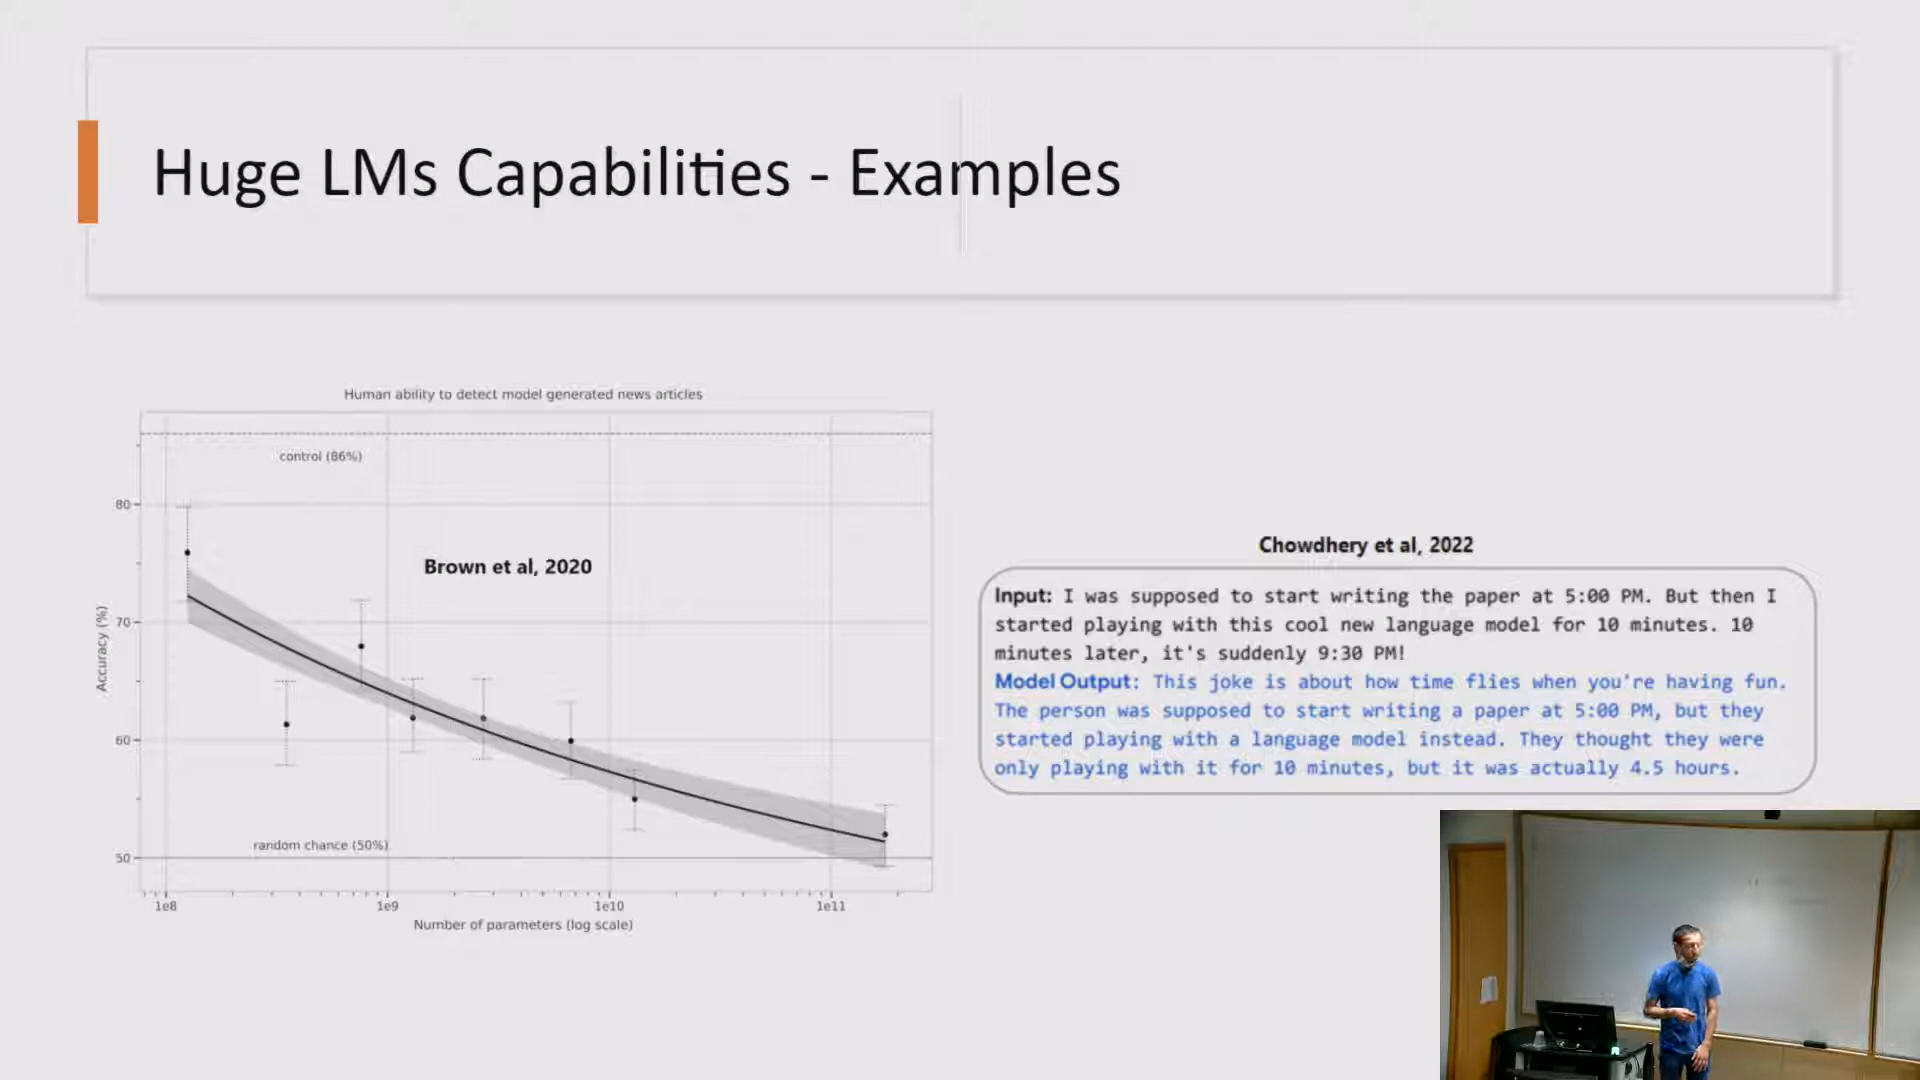 Huge LMs Capabilities - Examples
Human ability to detect model generated news articles
control (86%)
80
Brown et al, 2020
70
Accuracy (%)
60
random chance (50%)
50
1e8 1e9 1e10 1e11
Number of parameters (log scale)
Chowdhery et al, 2022
Input: I was supposed to start writing the paper at 5:00 PM. But then I
started playing with this cool new language model for 10 minutes. 10
minutes later, it's suddenly 9:30 PM!
Model Output: This joke is about how time flies when you're having fun.
The person was supposed to start writing a paper at 5:00 PM, but they
started playing with a language model instead. They thought they were
only playing with it for 10 minutes, but it was actually 4.5 hours.